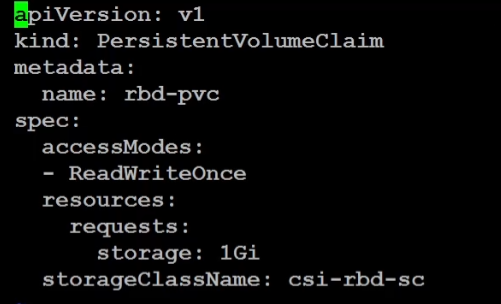 apiVersion: v1
kind: PersistentVolumeClaim
metadata:
  name: rbd-pvc
spec:
  accessModes:
  - ReadWriteOnce
  resources:
    requests:
      storage: 1Gi
  storageClassName: csi-rbd-sc